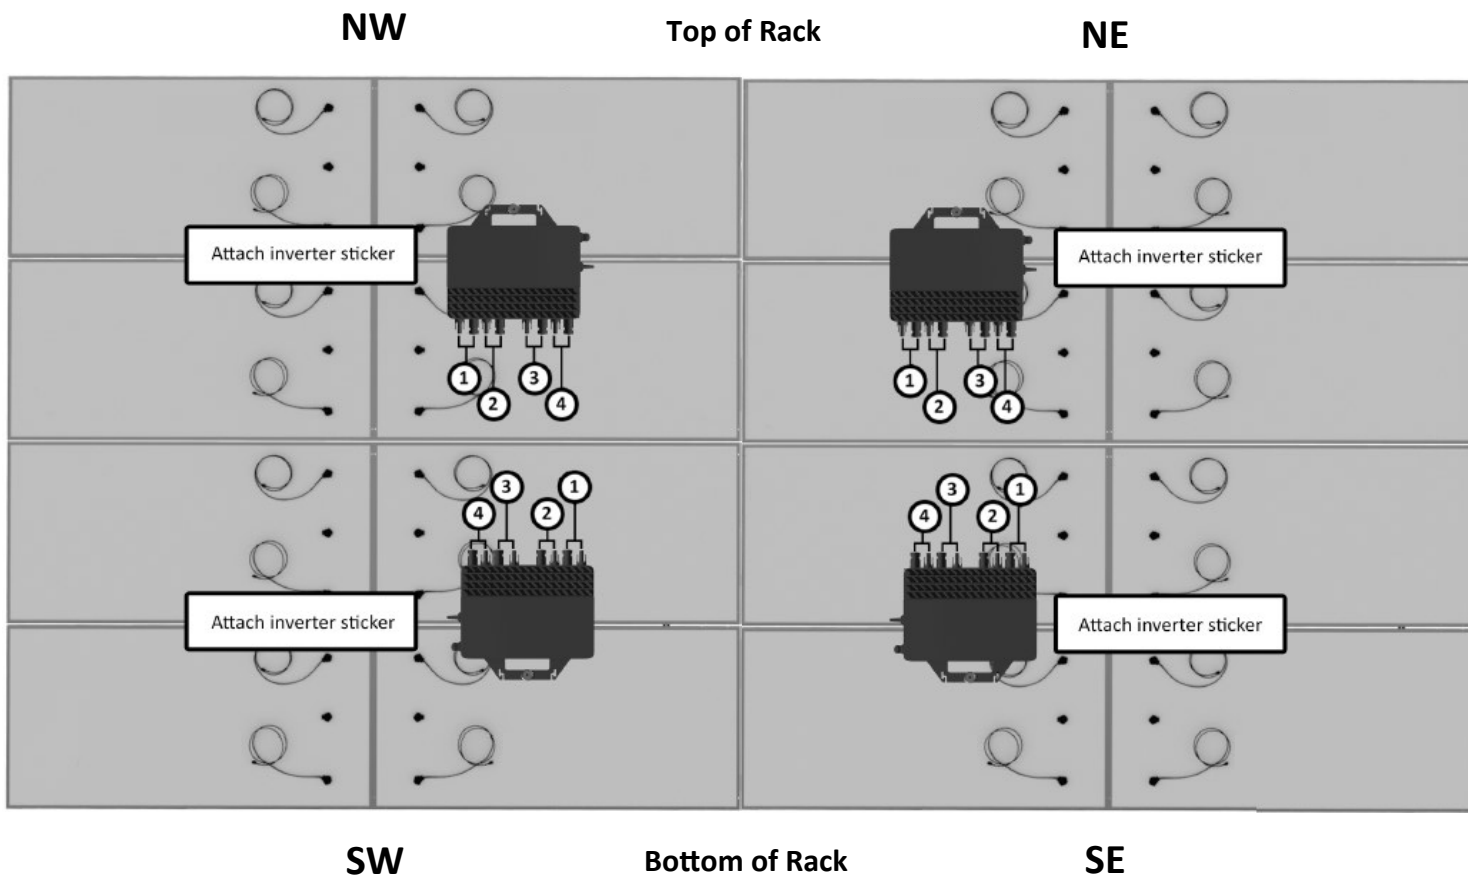 NW
Top of Rack
NE
Attach inverter sticker
Attach inverter sticker
1
2
3
4
1
2
3
4
4
3
2
1
4
3
2
1
Attach inverter sticker
Attach inverter sticker
SW
Bottom of Rack
SE